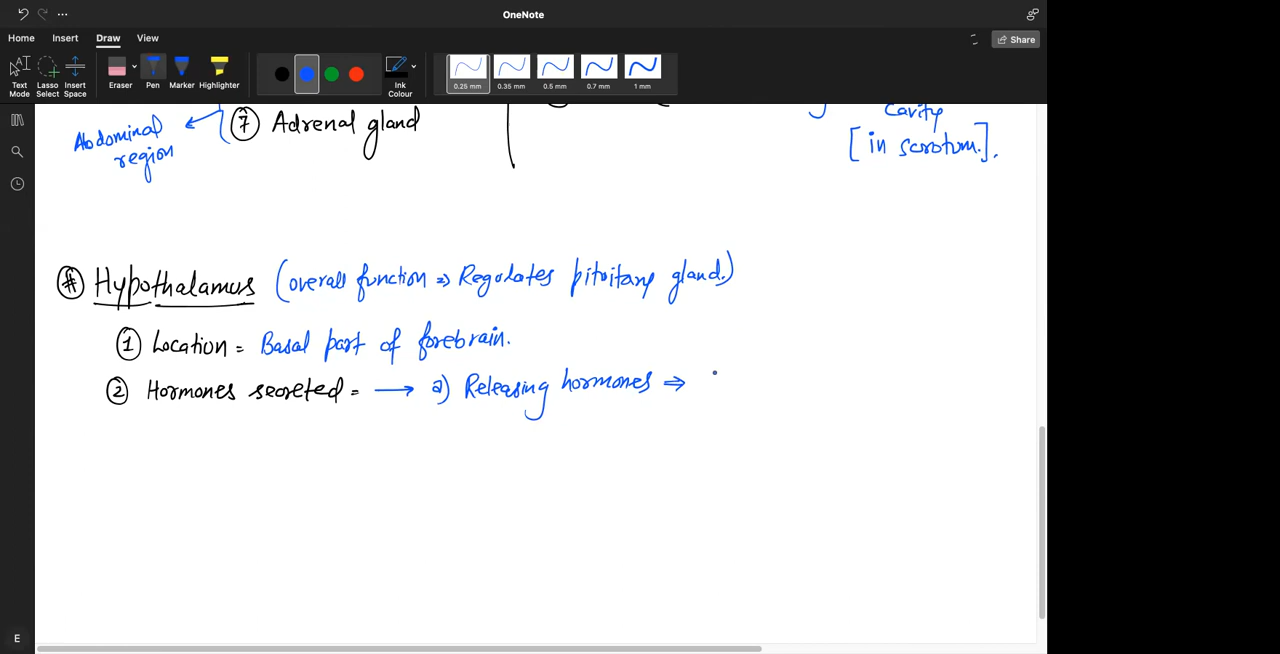 OneNote
Home Insert Draw View
Share
Text Mode Lasso Select Insert Space Eraser Pen Marker Highlighter Ink Colour 0.25 mm 0.35 mm 0.5 mm 0.7 mm 1 mm
Abdominal region
7 Adrenal gland
cavity
[in scrotum.].
# Hypothalamus (overall function => Regulates pituitary gland.)
1 Location = Basal part of forebrain.
2 Hormones secreted = → a) Releasing hormones ⇒
E